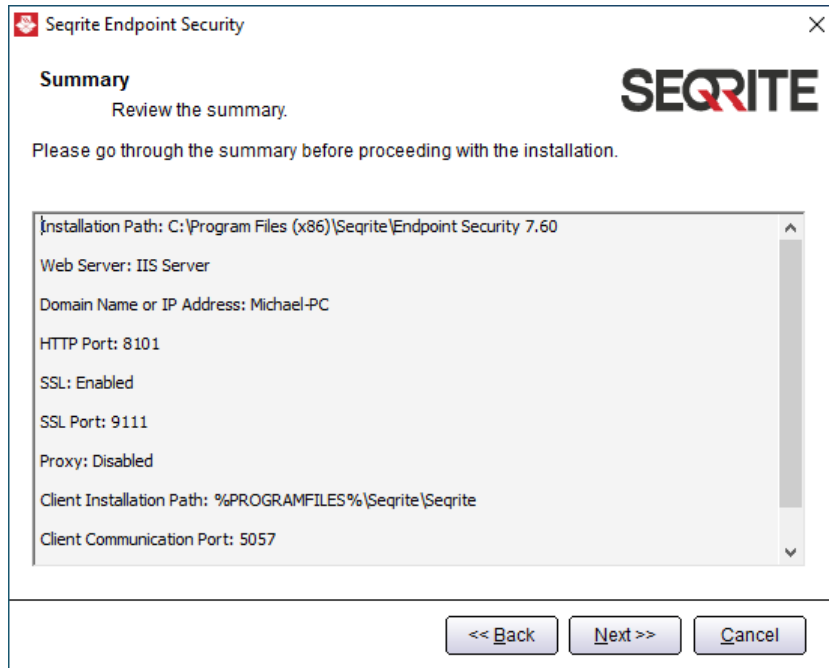 Seqrite Endpoint Security
Summary
SEQRITE
Review the summary.
Please go through the summary before proceeding with the installation.
Installation Path: C:\Program Files (x86)\Seqrite\Endpoint Security 7.60
Web Server: IIS Server
Domain Name or IP Address: Michael-PC
HTTP Port: 8101
SSL: Enabled
SSL Port: 9111
Proxy: Disabled
Client Installation Path: %PROGRAMFILES%\Seqrite\Seqrite
Client Communication Port: 5057
<< Back
Next >>
Cancel